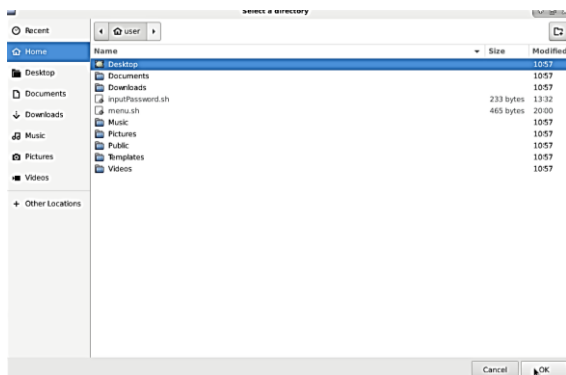 Select a directory
Recent
Home
Desktop
Documents
Downloads
Music
Pictures
Videos
+ Other Locations
user
Name Size Modified
Desktop 10:57
Documents 10:57
Downloads 10:57
inputPassword.sh 233 bytes 13:32
menu.sh 465 bytes 20:00
Music 10:57
Pictures 10:57
Public 10:57
Templates 10:57
Videos 10:57
Cancel OK